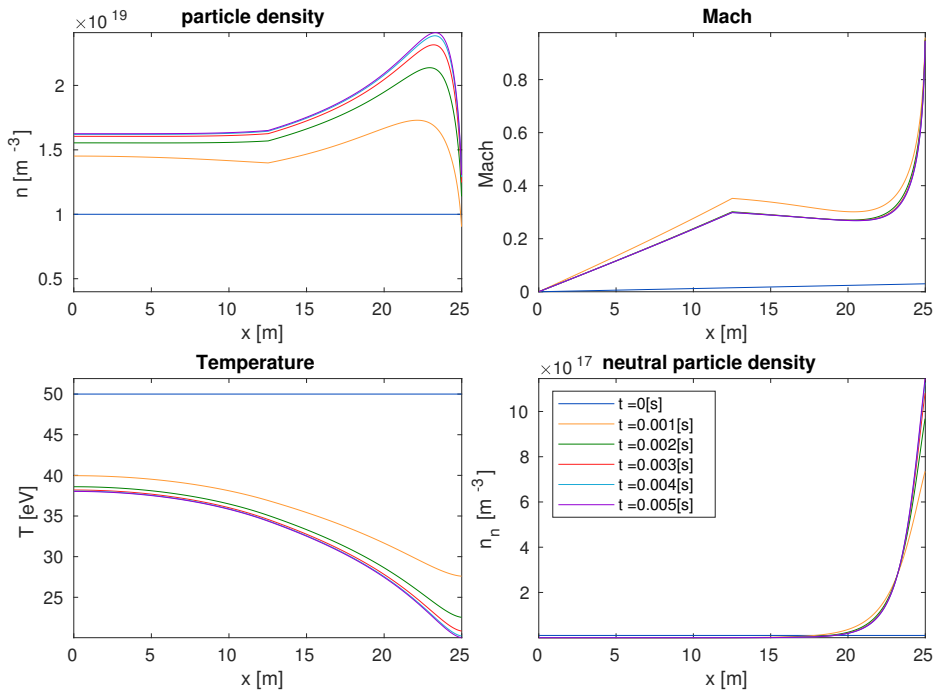 particle density
× 10^19
2
1.5
1
0.5
n [m^-3]
0 5 10 15 20 25
x [m]
Mach
0.8
0.6
0.4
0.2
0
Mach
0 5 10 15 20 25
x [m]
Temperature
50
45
40
35
30
25
T [eV]
0 5 10 15 20 25
x [m]
neutral particle density
× 10^17
10
8
6
4
2
n_n [m^-3]
t =0[s]
t =0.001[s]
t =0.002[s]
t =0.003[s]
t =0.004[s]
t =0.005[s]
0 5 10 15 20 25
x [m]